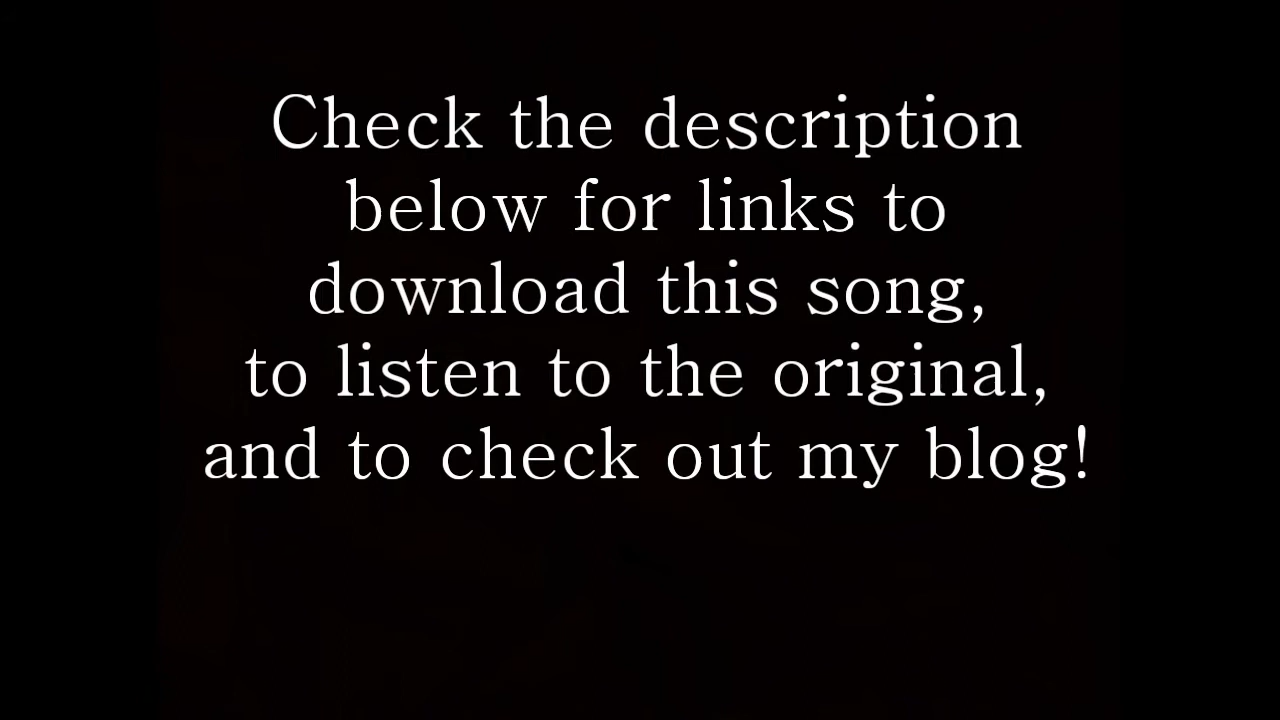 Check the description
below for links to
download this song,
to listen to the original,
and to check out my blog!